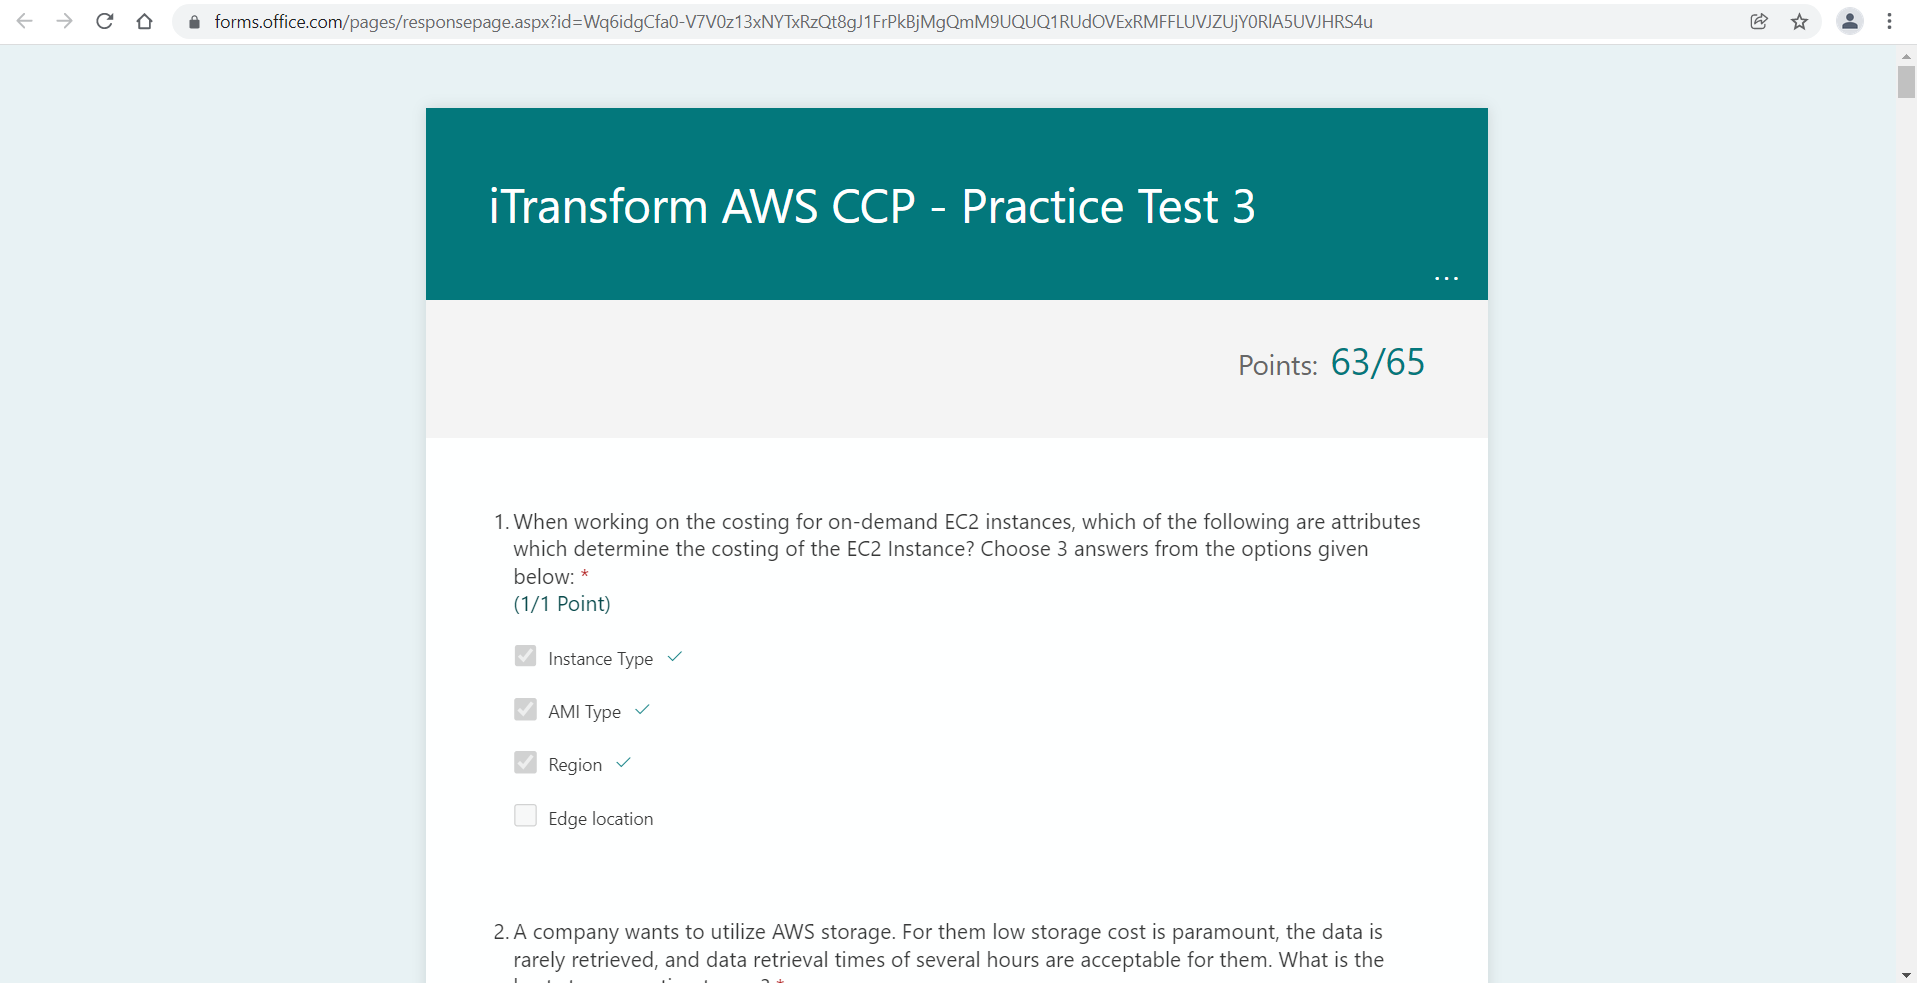 forms.office.com/pages/responsepage.aspx?id=Wq6idgCfa0-V7V0z13xNYTxRzQt8gJ1FrPkBjMgQmM9UQUQ1RUdOVExRMFFLUVJZUjY0RlA5UVJHRS4u
iTransform AWS CCP - Practice Test 3
...
Points: 63/65
1. When working on the costing for on-demand EC2 instances, which of the following are attributes
which determine the costing of the EC2 Instance? Choose 3 answers from the options given
below: *
(1/1 Point)
Instance Type
AMI Type
Region
Edge location
2. A company wants to utilize AWS storage. For them low storage cost is paramount, the data is
rarely retrieved, and data retrieval times of several hours are acceptable for them. What is the